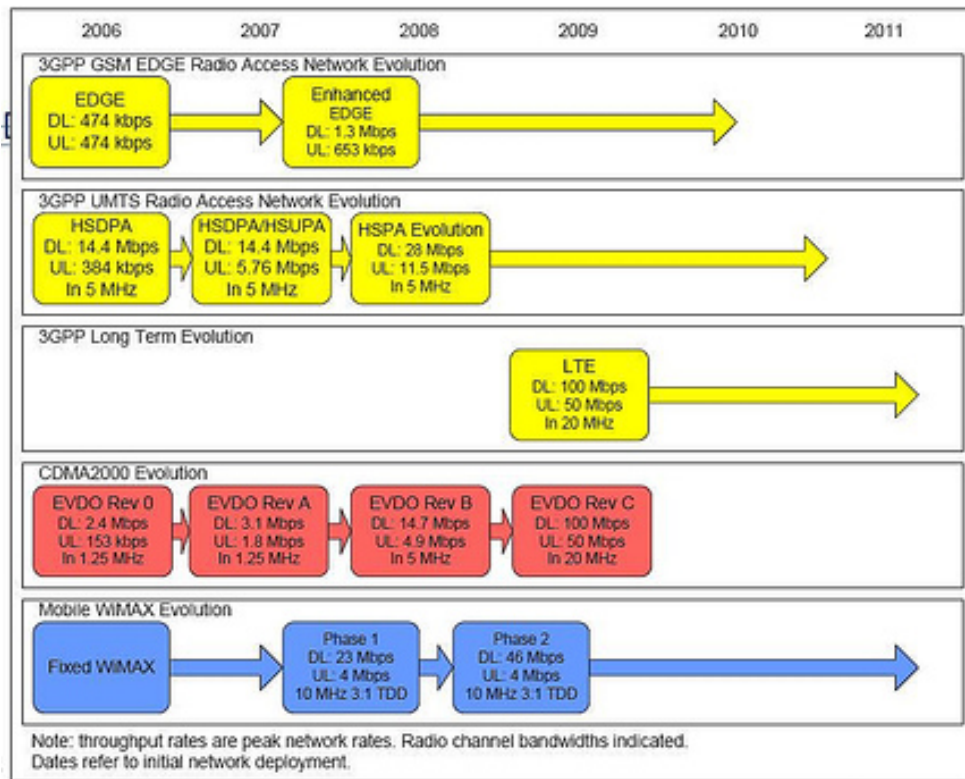 2006 2007 2008 2009 2010 2011
3GPP GSM EDGE Radio Access Network Evolution
EDGE
DL: 474 kbps
UL: 474 kbps
Enhanced
EDGE
DL: 1.3 Mbps
UL: 653 kbps
3GPP UMTS Radio Access Network Evolution
HSDPA
DL: 14.4 Mbps
UL: 384 kbps
In 5 MHz
HSDPA/HSUPA
DL: 14.4 Mbps
UL: 5.76 Mbps
In 5 MHz
HSPA Evolution
DL: 28 Mbps
UL: 11.5 Mbps
In 5 MHz
3GPP Long Term Evolution
LTE
DL: 100 Mbps
UL: 50 Mbps
In 20 MHz
CDMA2000 Evolution
EVDO Rev 0
DL: 2.4 Mbps
UL: 153 kbps
In 1.25 MHz
EVDO Rev A
DL: 3.1 Mbps
UL: 1.8 Mbps
In 1.25 MHz
EVDO Rev B
DL: 14.7 Mbps
UL: 4.9 Mbps
In 5 MHz
EVDO Rev C
DL: 100 Mbps
UL: 50 Mbps
In 20 MHz
Mobile WiMAX Evolution
Fixed WiMAX
Phase 1
DL: 23 Mbps
UL: 4 Mbps
10 MHz 3:1 TDD
Phase 2
DL: 46 Mbps
UL: 4 Mbps
10 MHz 3:1 TDD
Note: throughput rates are peak network rates. Radio channel bandwidths indicated.
Dates refer to initial network deployment.